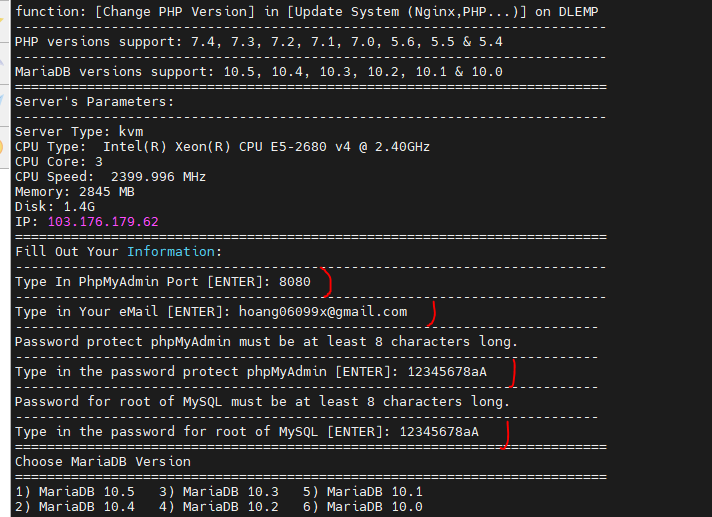 function: [Change PHP Version] in [Update System (Nginx,PHP...)] on DLEMP
--------------------------------------------------------------------------
PHP versions support: 7.4, 7.3, 7.2, 7.1, 7.0, 5.6, 5.5 & 5.4
--------------------------------------------------------------------------
MariaDB versions support: 10.5, 10.4, 10.3, 10.2, 10.1 & 10.0
==========================================================================
Server's Parameters:
--------------------------------------------------------------------------
Server Type: kvm
CPU Type:  Intel(R) Xeon(R) CPU E5-2680 v4 @ 2.40GHz
CPU Core: 3
CPU Speed:  2399.996 MHz
Memory: 2845 MB
Disk: 1.4G
IP: 103.176.179.62
==========================================================================
Fill Out Your Information:
--------------------------------------------------------------------------
Type In PhpMyAdmin Port [ENTER]: 8080
--------------------------------------------------------------------------
Type in Your eMail [ENTER]: hoang06099x@gmail.com
-------------------------------------------------------------------------
Password protect phpMyAdmin must be at least 8 characters long.
-------------------------------------------------------------------------
Type in the password protect phpMyAdmin [ENTER]: 12345678aA
-------------------------------------------------------------------------
Password for root of MySQL must be at least 8 characters long.
-------------------------------------------------------------------------
Type in the password for root of MySQL [ENTER]: 12345678aA
==========================================================================
Choose MariaDB Version
==========================================================================
1) MariaDB 10.5   3) MariaDB 10.3   5) MariaDB 10.1
2) MariaDB 10.4   4) MariaDB 10.2   6) MariaDB 10.0